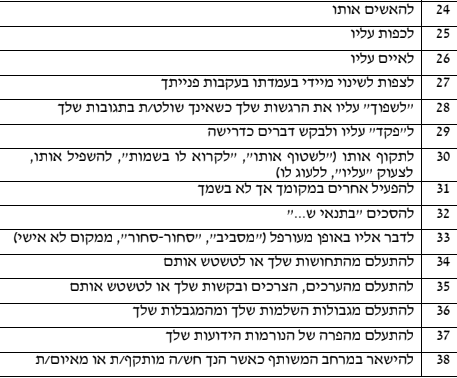 24 להאשים אותו
25 לכפות עליו
26 לאיים עליו
27 לצפות לשינוי מיידי בעמדתו בעקבות פנייתך
28 "לשפוך" עליו את הרגשות שלך כשאינך שולט/ת בתגובות שלך
29 ל"פקד" עליו ולבקש דברים כדרישה
30 לתקוף אותו ("לשטוף אותו", "לקרוא לו בשמות", להשפיל אותו,
לצעוק "עליו", ללעוג לו)
31 להפעיל אחרים במקומך אך לא בשמך
32 להסכים "בתנאי ש..."
33 לדבר אליו באופן מעורפל ("מסביב", "סחור-סחור", ממקום לא אישי)
34 להתעלם מהתחושות שלך או לטשטש אותם
35 להתעלם מהערכים, הצרכים ובקשות שלך או לטשטש אותם
36 להתעלם מגבולות השלמות שלך ומהמגבלות שלך
37 להתעלם מהפרה של הנורמות הידועות שלך
38 להישאר במרחב המשותף כאשר הנך חש/ה מותקף/ת או מאיום/ת